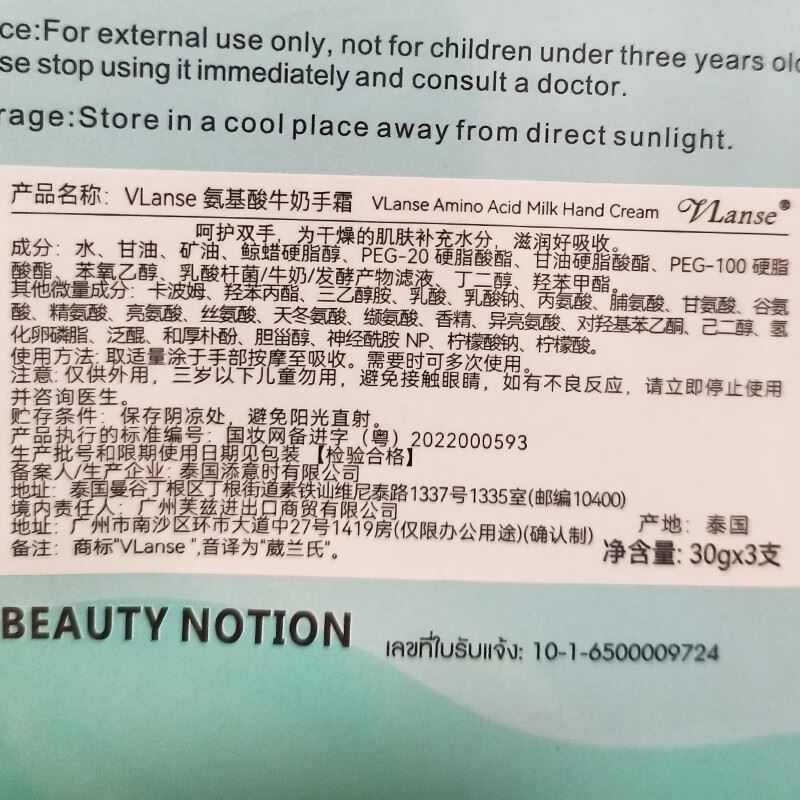 ce:For external use only, not for children under three years old
se stop using it immediately and consult a doctor.
rage:Store in a cool place away from direct sunlight.
产品名称：VLanse 氨基酸牛奶手霜 VLanse Amino Acid Milk Hand Cream VLanse®
呵护双手，为干燥的肌肤补充水分，滋润好吸收。
成分：水、甘油、矿油、鲸蜡硬脂醇、PEG-20 硬脂酸酯、甘油硬脂酸酯、PEG-100 硬脂
酸酯、苯氧乙醇、乳酸杆菌/牛奶/发酵产物滤液、丁二醇、羟苯甲酯。
其他微量成分：卡波姆、羟苯丙酯、三乙醇胺、乳酸、乳酸钠、丙氨酸、脯氨酸、甘氨酸、谷氨
酸、精氨酸、亮氨酸、丝氨酸、天冬氨酸、缬氨酸、香精、异亮氨酸、对羟基苯乙酮、己二醇、氢
化卵磷脂、泛醌、和厚朴酚、胆甾醇、神经酰胺 NP、柠檬酸钠、柠檬酸。
使用方法：取适量涂于手部按摩至吸收。需要时可多次使用。
注意：仅供外用，三岁以下儿童勿用，避免接触眼睛，如有不良反应，请立即停止使用
并咨询医生。
贮存条件：保存阴凉处，避免阳光直射。
产品执行的标准编号：国妆网备进字（粤）2022000593
生产批号和限期使用日期见包装【检验合格】
备案人/生产企业：泰国添意时有限公司
地址：泰国曼谷丁根区丁根街道素铁讪维尼泰路1337号1335室(邮编10400)
境内责任人：广州芙兹进出口商贸有限公司
地址：广州市南沙区环市大道中27号1419房(仅限办公用途)(确认制)
产地：泰国
备注：商标"VLanse",音译为"葳兰氏"。
净含量：30gx3支
BEAUTY NOTION
เลขที่ใบรับแจ้ง: 10-1-6500009724